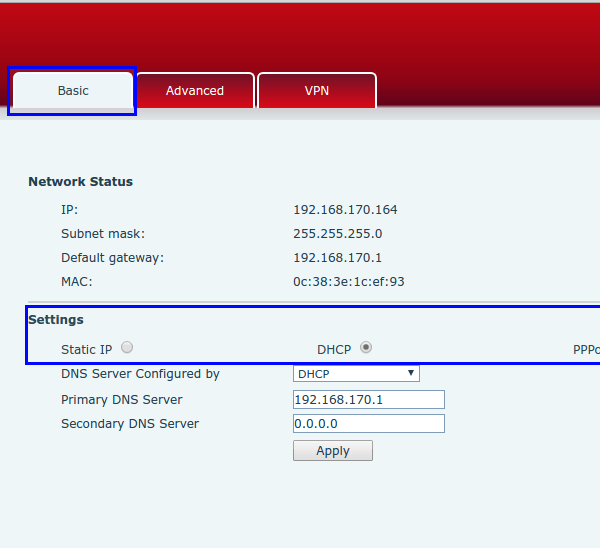 Basic Advanced VPN
Network Status
IP: 192.168.170.164
Subnet mask: 255.255.255.0
Default gateway: 192.168.170.1
MAC: 0c:38:3e:1c:ef:93
Settings
Static IP DHCP PPPo
DNS Server Configured by DHCP
Primary DNS Server 192.168.170.1
Secondary DNS Server 0.0.0.0
Apply